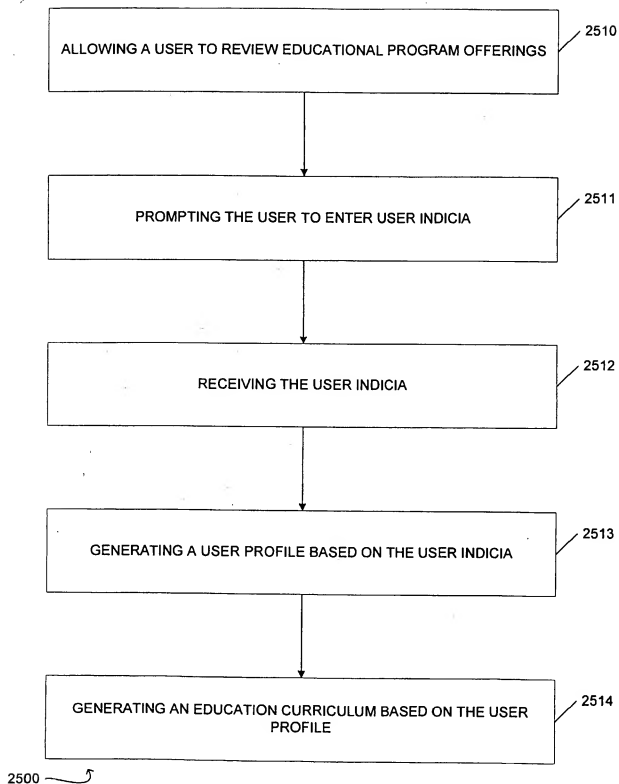 ALLOWING A USER TO REVIEW EDUCATIONAL PROGRAM OFFERINGS
2510
PROMPTING THE USER TO ENTER USER INDICIA
2511
RECEIVING THE USER INDICIA
2512
GENERATING A USER PROFILE BASED ON THE USER INDICIA
2513
GENERATING AN EDUCATION CURRICULUM BASED ON THE USER
PROFILE
2514
2500